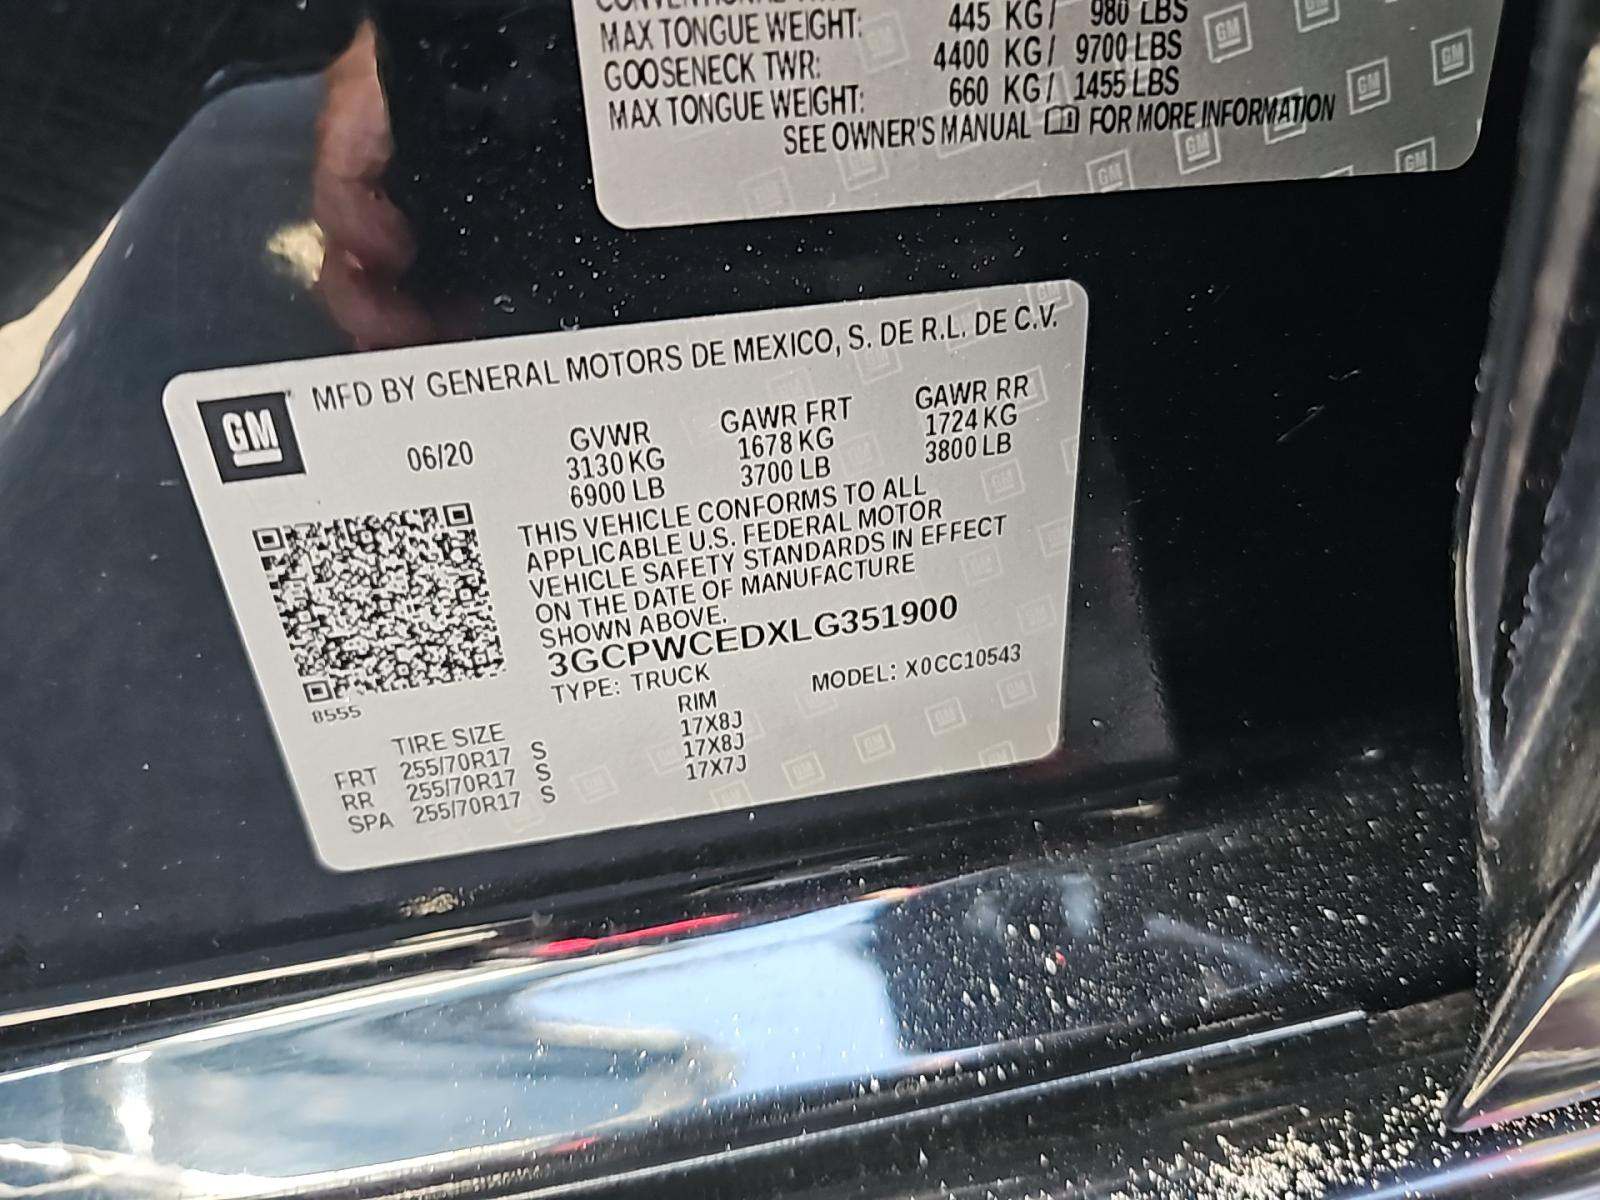 MAX TONGUE WEIGHT: 445 KG/ 980 LBS
GOOSENECK TWR: 4400 KG/ 9700 LBS
MAX TONGUE WEIGHT: 660 KG/ 1455 LBS
SEE OWNER'S MANUAL FOR MORE INFORMATION
GM
MFD BY GENERAL MOTORS DE MEXICO, S. DE R.L. DE C.V.
06/20 GVWR GAWR FRT GAWR RR
3130 KG 1678 KG 1724 KG
6900 LB 3700 LB 3800 LB
THIS VEHICLE CONFORMS TO ALL
APPLICABLE U.S. FEDERAL MOTOR
VEHICLE SAFETY STANDARDS IN EFFECT
ON THE DATE OF MANUFACTURE
SHOWN ABOVE.
3GCPWCEDXLG351900
TYPE: TRUCK MODEL: X0CC10543
8555
TIRE SIZE RIM
FRT 255/70R17 S 17X8J
RR 255/70R17 S 17X8J
SPA 255/70R17 S 17X7J